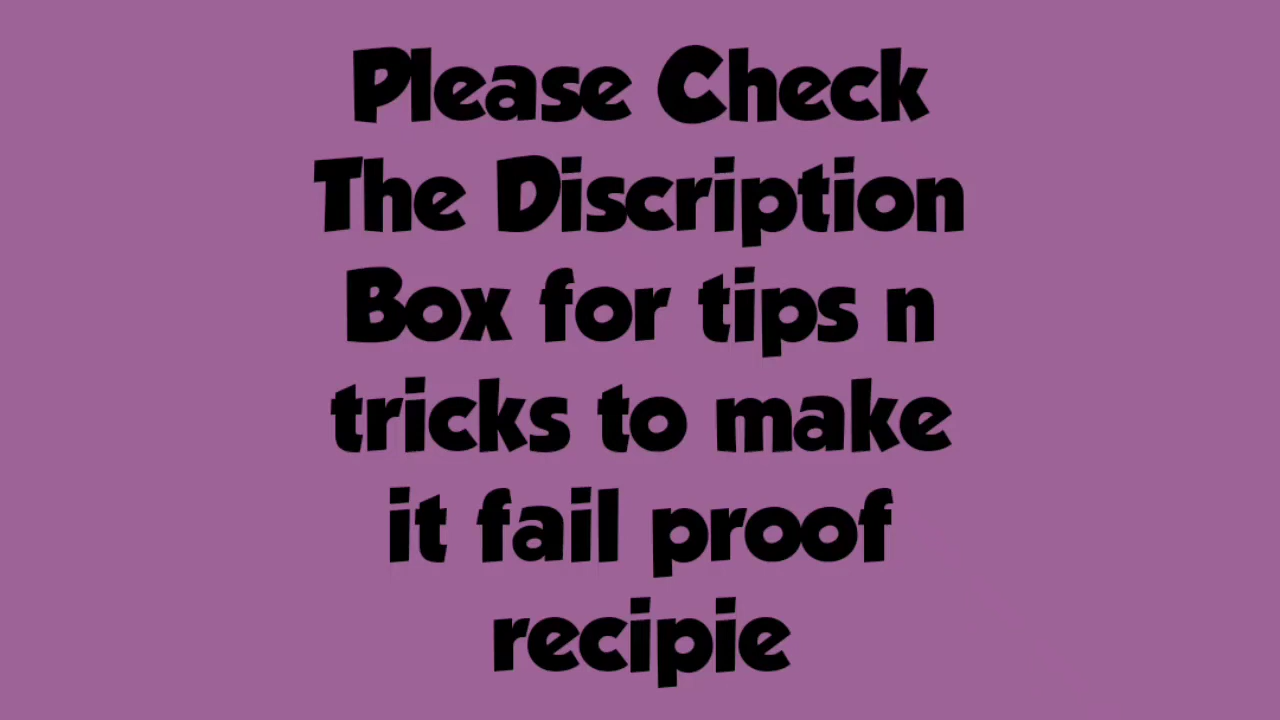 Please Check
The Discription
Box for tips n
tricks to make
it fail proof
recipie